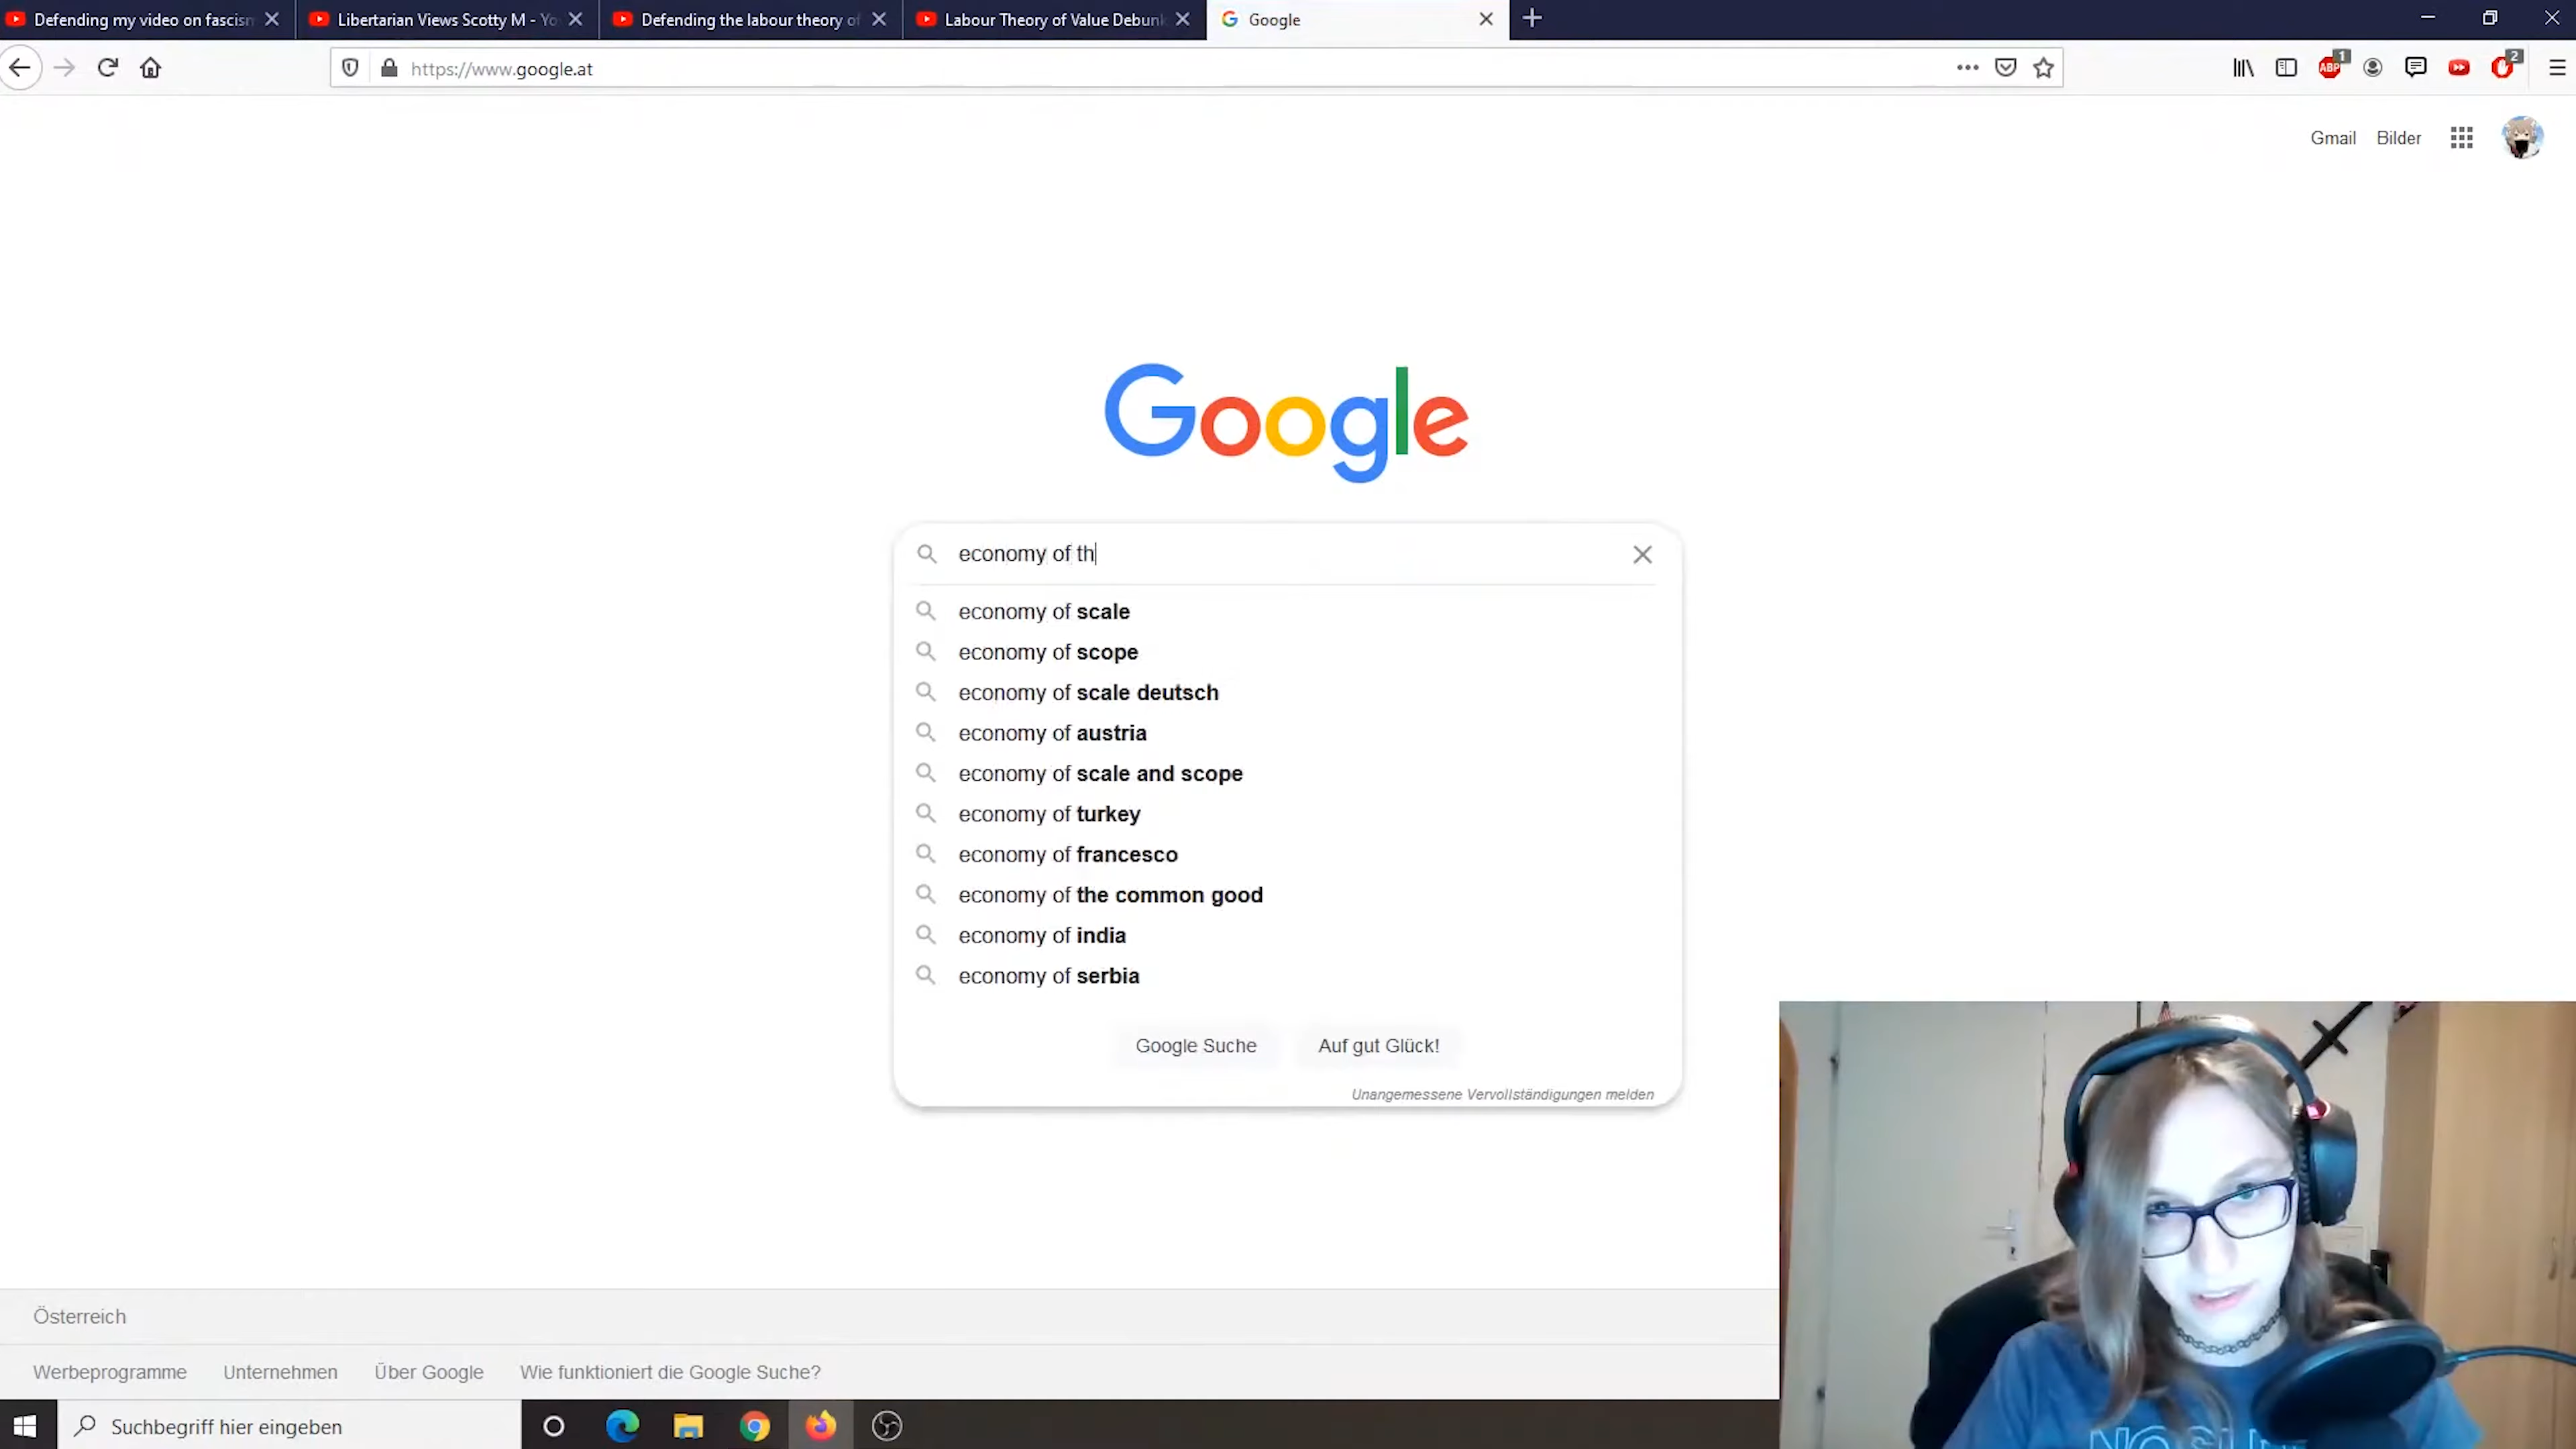 Defending my video on fascism
Libertarian Views Scotty M - Yo
Defending the labour theory of
Labour Theory of Value Debunk
Google
https://www.google.at
ABP
1
2
Gmail
Bilder
Google
economy of th
economy of scale
economy of scope
economy of scale deutsch
economy of austria
economy of scale and scope
economy of turkey
economy of francesco
economy of the common good
economy of india
economy of serbia
Google Suche
Auf gut Glück!
Unangemessene Vervollständigungen melden
Österreich
Werbeprogramme
Unternehmen
Über Google
Wie funktioniert die Google Suche?
Suchbegriff hier eingeben